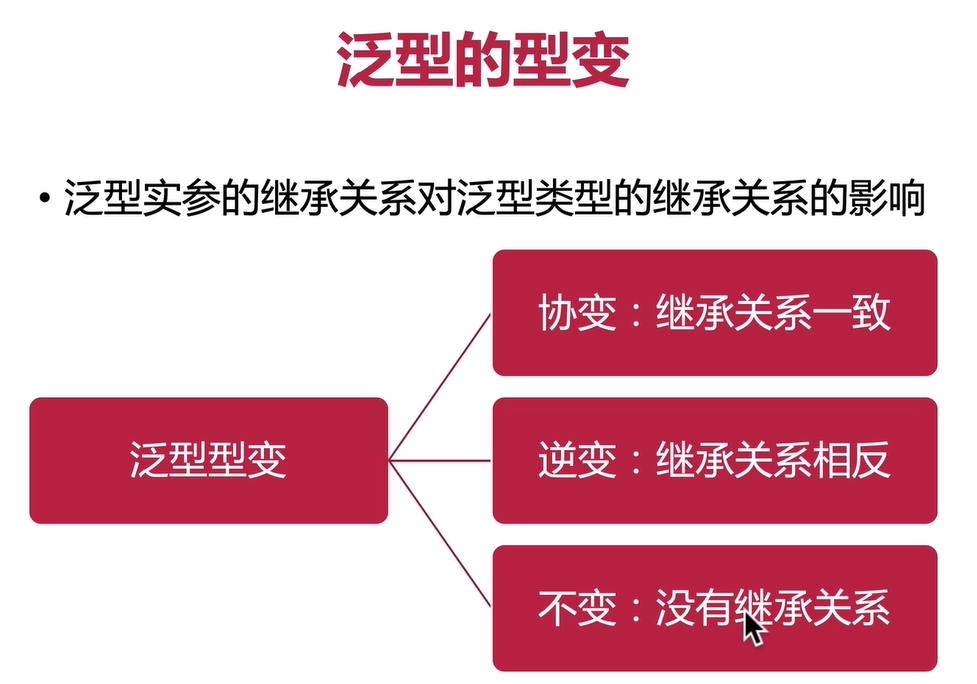 泛型的型变
• 泛型实参的继承关系对泛型类型的继承关系的影响
协变：继承关系一致
泛型型变
逆变：继承关系相反
不变：没有继承关系